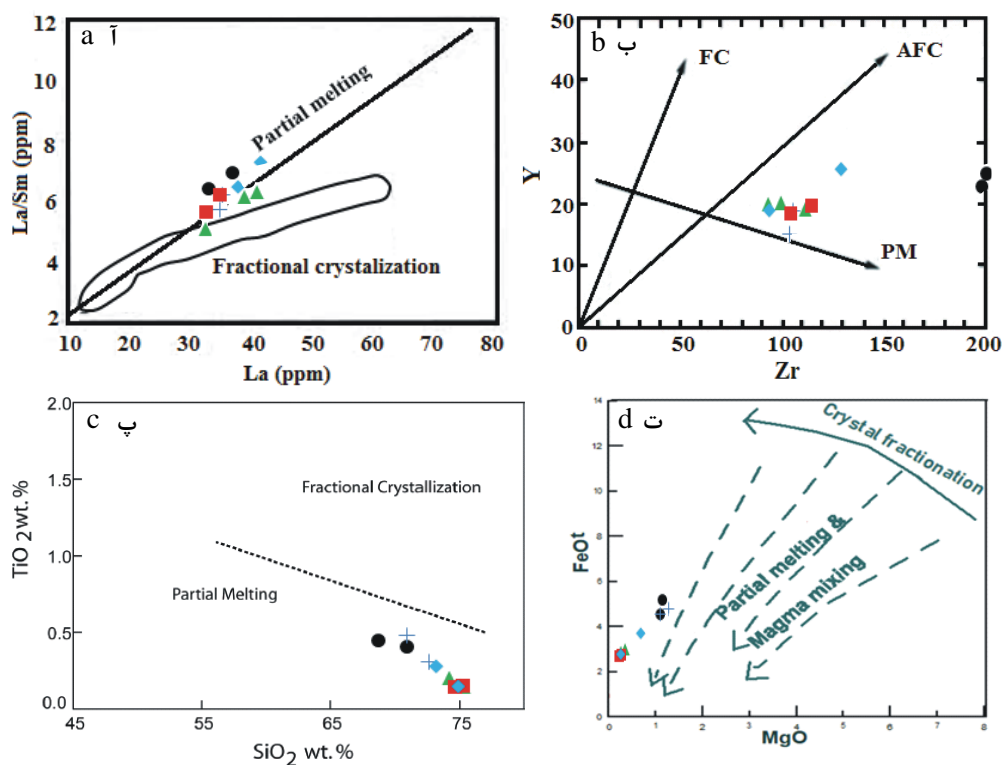 a آ
12
10
8
6
4
2
La/Sm (ppm)
Partial melting
Fractional crystalization
10 20 30 40 50 60 70 80
La (ppm)
b ب
50
40
30
20
10
0
Y
FC
AFC
PM
0 50 100 150 200
Zr
c پ
2.0
1.5
1.0
0.5
0.0
TiO2 wt.%
Fractional Crystallization
Partial Melting
45 55 65 75
SiO2 wt.%
d ت
14
12
10
8
6
4
2
0
FeOt
Crystal fractionation
Partial melting &
Magma mixing
0 1 2 3 4 5 6 7 8
MgO